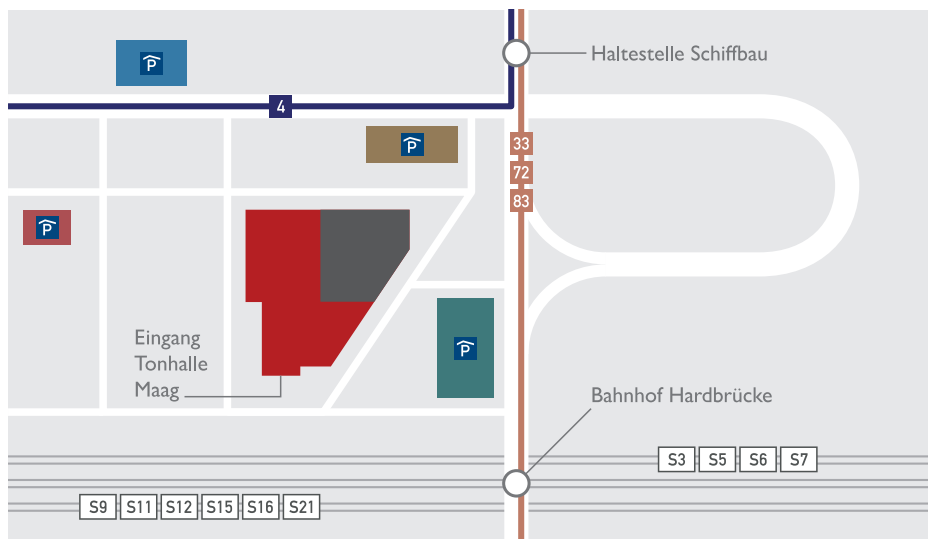 Haltestelle Schiffbau
P
4
P
33
72
83
P
P
Eingang
Tonhalle
Maag
Bahnhof Hardbrücke
S3 S5 S6 S7
S9 S11 S12 S15 S16 S21